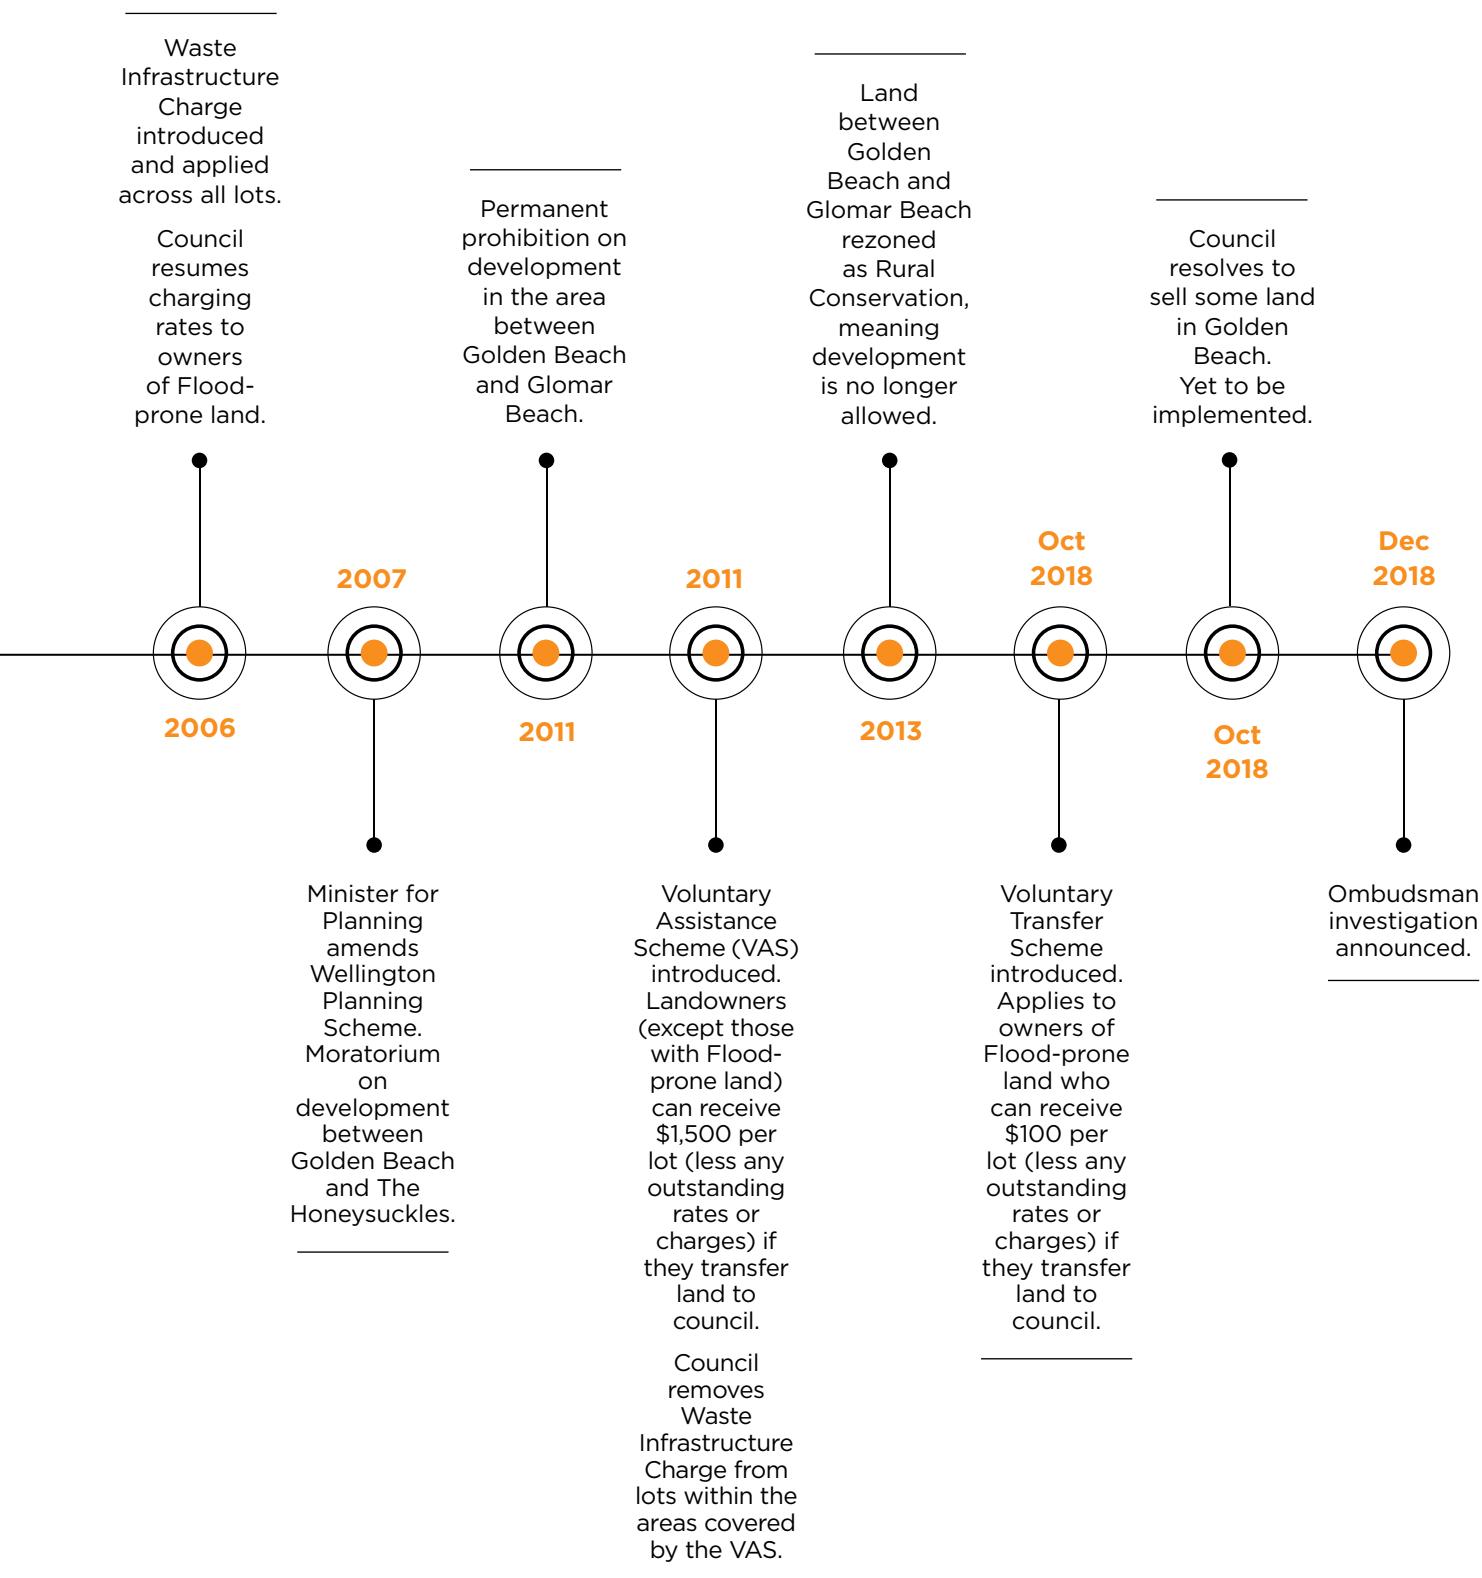 Waste
Infrastructure
Charge
introduced
and applied
across all lots.
Council
resumes
charging
rates to
owners
of Flood-
prone land.
2006
2007
Minister for
Planning
amends
Wellington
Planning
Scheme.
Moratorium
on
development
between
Golden Beach
and The
Honeysuckles.
Permanent
prohibition on
development
in the area
between
Golden Beach
and Glomar
Beach.
2011
2011
Voluntary
Assistance
Scheme (VAS)
introduced.
Landowners
(except those
with Flood-
prone land)
can receive
$1,500 per
lot (less any
outstanding
rates or
charges) if
they transfer
land to
council.
Council
removes
Waste
Infrastructure
Charge from
lots within the
areas covered
by the VAS.
Land
between
Golden
Beach and
Glomar Beach
rezoned
as Rural
Conservation,
meaning
development
is no longer
allowed.
2013
Oct
2018
Voluntary
Transfer
Scheme
introduced.
Applies to
owners of
Flood-prone
land who
can receive
$100 per
lot (less any
outstanding
rates or
charges) if
they transfer
land to
council.
Council
resolves to
sell some land
in Golden
Beach.
Yet to be
implemented.
Oct
2018
Dec
2018
Ombudsman
investigation
announced.